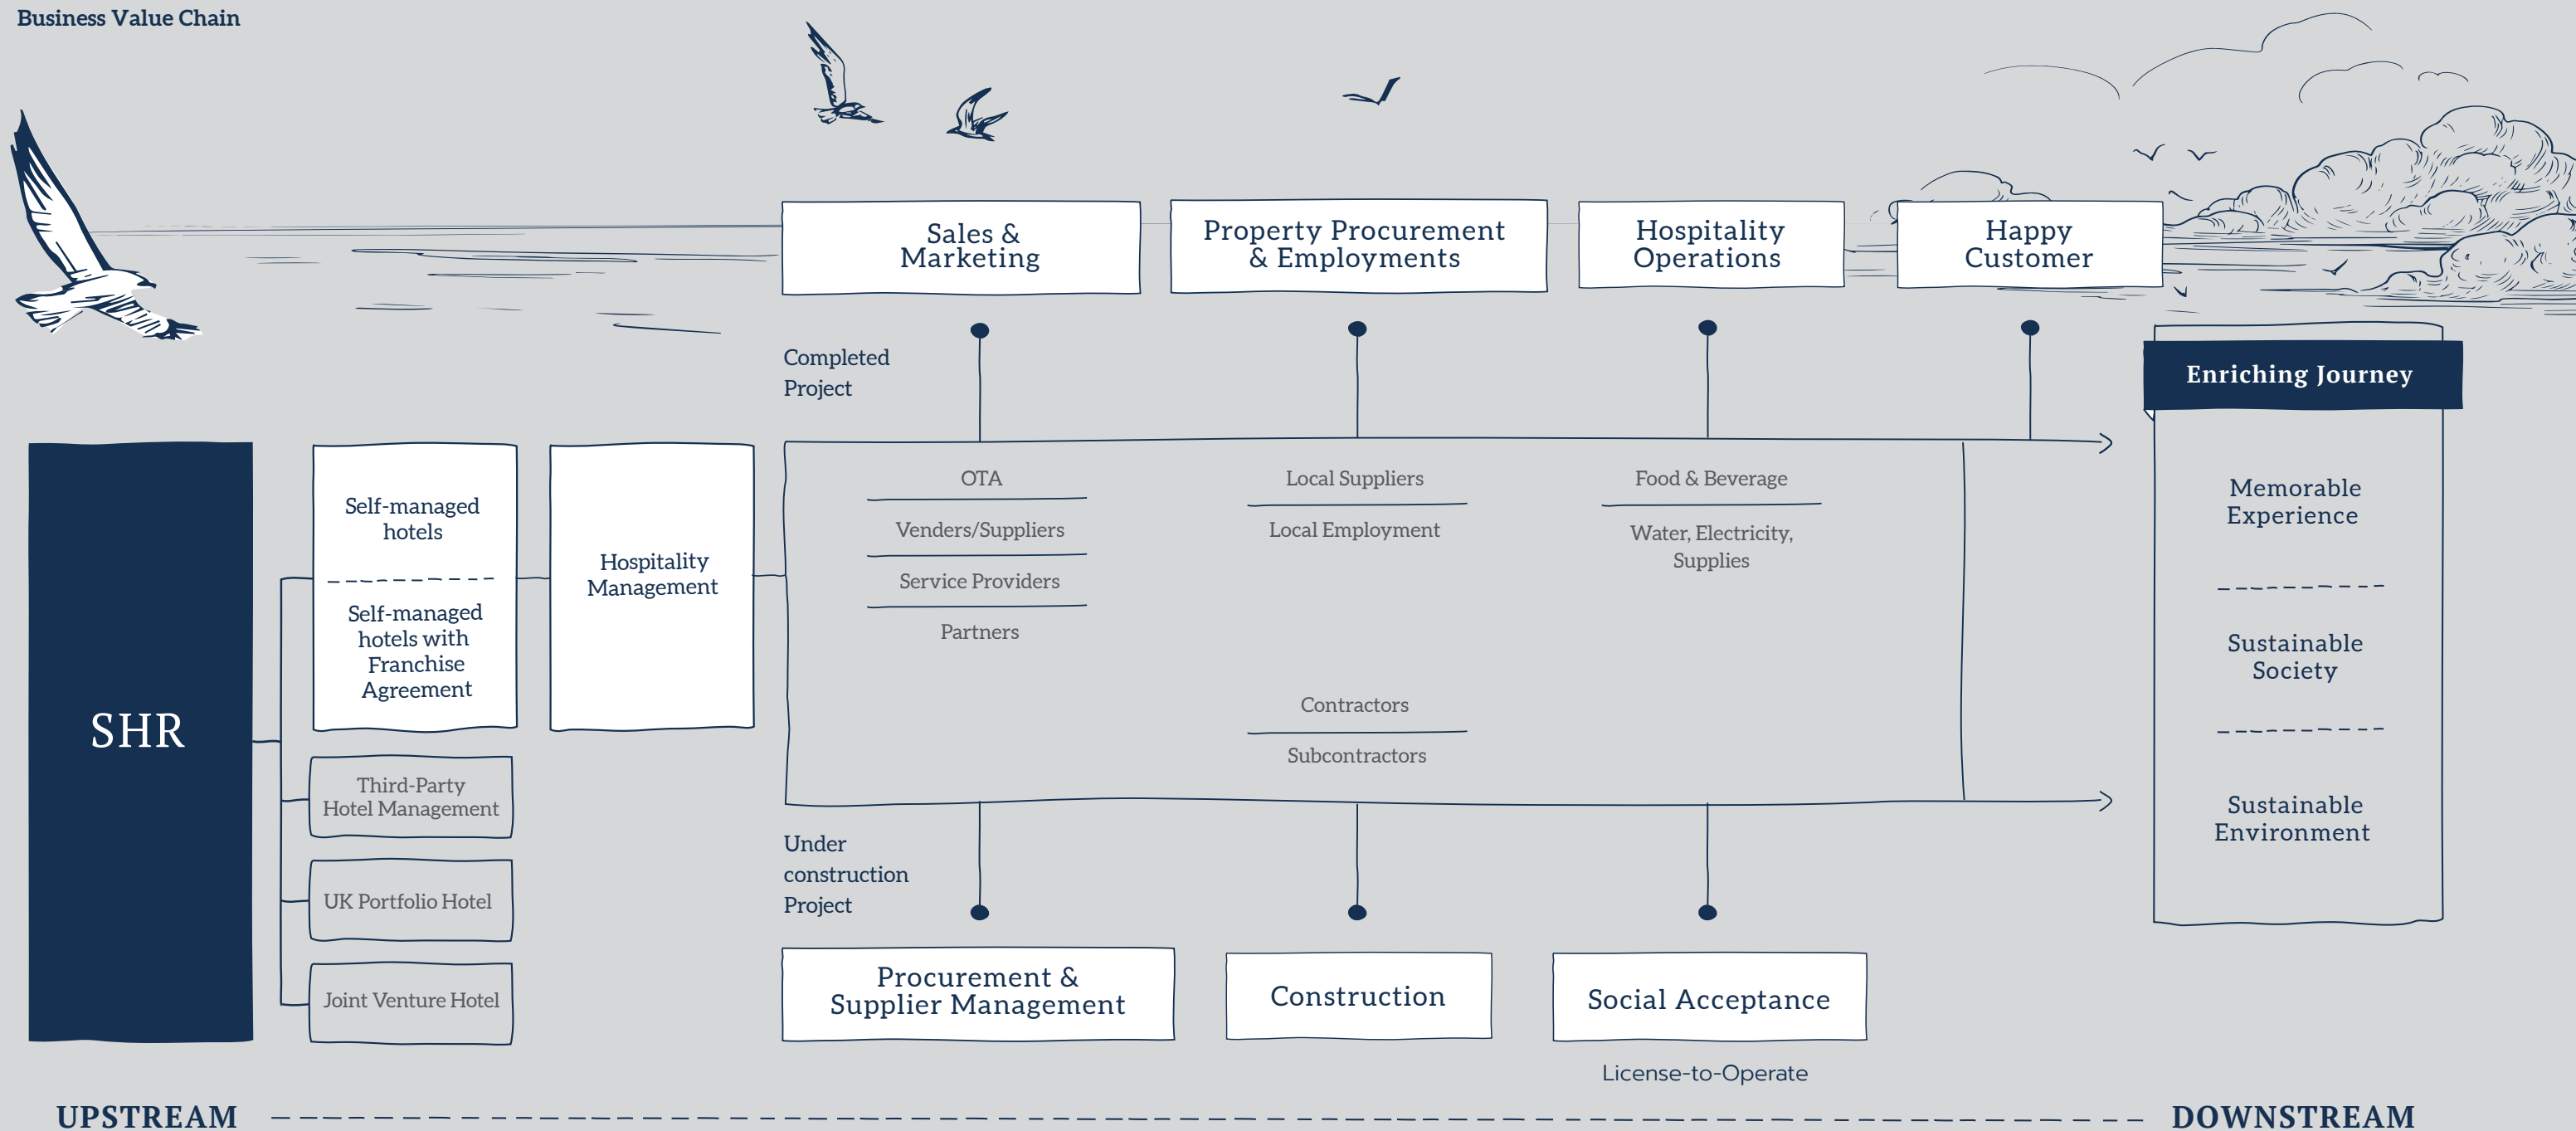 Business Value Chain
Sales &
Marketing
Property Procurement
& Employments
Hospitality
Operations
Happy
Customer
Completed
Project
Enriching Journey
SHR
Self-managed
hotels
Self-managed
hotels with
Franchise
Agreement
Hospitality
Management
Third-Party
Hotel Management
UK Portfolio Hotel
Joint Venture Hotel
OTA
Venders/Suppliers
Service Providers
Partners
Local Suppliers
Local Employment
Contractors
Subcontractors
Food & Beverage
Water, Electricity,
Supplies
Memorable
Experience
Sustainable
Society
Sustainable
Environment
Under
construction
Project
Procurement &
Supplier Management
Construction
Social Acceptance
License-to-Operate
UPSTREAM
DOWNSTREAM